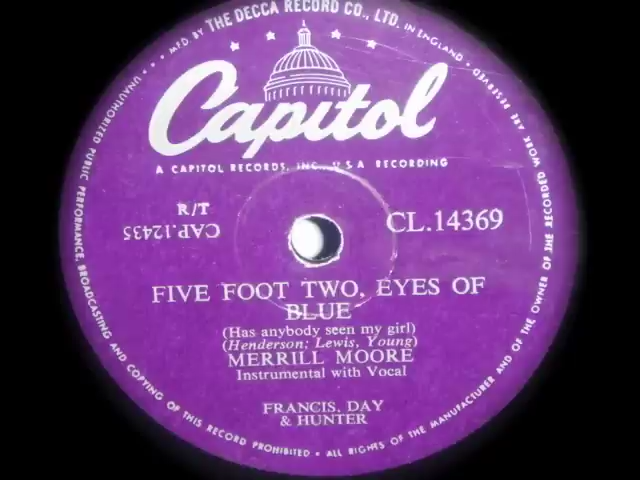 MFD. BY THE DECCA RECORD CO., LTD. IN ENGLAND.
ALL RIGHTS OF THE MANUFACTURER AND OF THE OWNER OF THE RECORDED WORK ARE RESERVED
UNAUTHORIZED PUBLIC PERFORMANCE, BROADCASTING AND COPYING OF THIS RECORD PROHIBITED
Capitol
A CAPITOL RECORDS, INC., U.S.A. RECORDING
R/T
CAP.12435
CL.14369
FIVE FOOT TWO, EYES OF
BLUE
(Has anybody seen my girl)
(Henderson; Lewis, Young)
MERRILL MOORE
Instrumental with Vocal
FRANCIS, DAY
& HUNTER